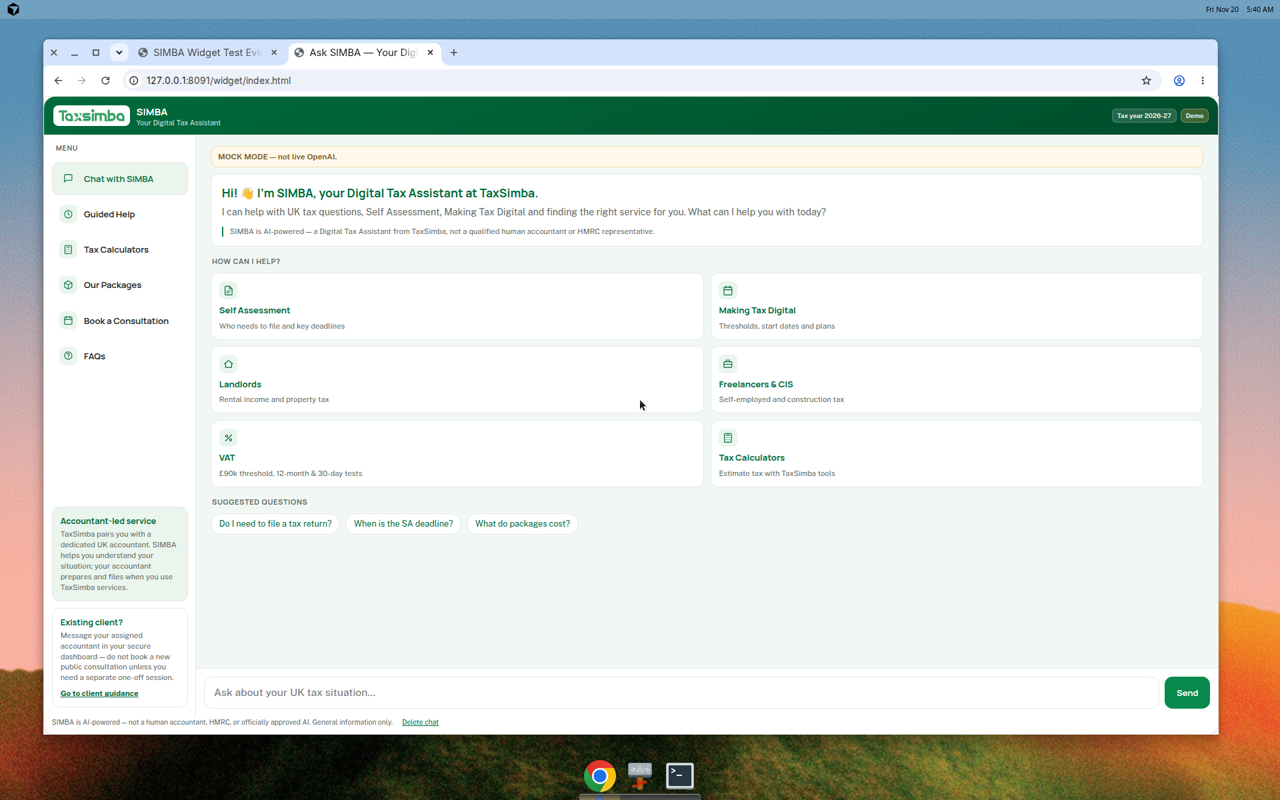 Fri Nov 20 5:40 AM
SIMBA Widget Test Evi
Ask SIMBA — Your Dig
127.0.0.1:8091/widget/index.html
Taxsimba
SIMBA
Your Digital Tax Assistant
Tax year 2026-27
Demo
MENU
Chat with SIMBA
Guided Help
Tax Calculators
Our Packages
Book a Consultation
FAQs
Accountant-led service
TaxSimba pairs you with a
dedicated UK accountant. SIMBA
helps you understand your
situation; your accountant
prepares and files when you use
TaxSimba services.
Existing client?
Message your assigned
accountant in your secure
dashboard — do not book a new
public consultation unless you
need a separate one-off session.
Go to client guidance
MOCK MODE — not live OpenAI.
Hi! 👋 I'm SIMBA, your Digital Tax Assistant at TaxSimba.
I can help with UK tax questions, Self Assessment, Making Tax Digital and finding the right service for you. What can I help you with today?
SIMBA is AI-powered — a Digital Tax Assistant from TaxSimba, not a qualified human accountant or HMRC representative.
HOW CAN I HELP?
Self Assessment
Who needs to file and key deadlines
Making Tax Digital
Thresholds, start dates and plans
Landlords
Rental income and property tax
Freelancers & CIS
Self-employed and construction tax
VAT
£90k threshold, 12-month & 30-day tests
Tax Calculators
Estimate tax with TaxSimba tools
SUGGESTED QUESTIONS
Do I need to file a tax return?
When is the SA deadline?
What do packages cost?
Ask about your UK tax situation...
Send
SIMBA is AI-powered — not a human accountant, HMRC, or officially approved AI. General information only.
Delete chat